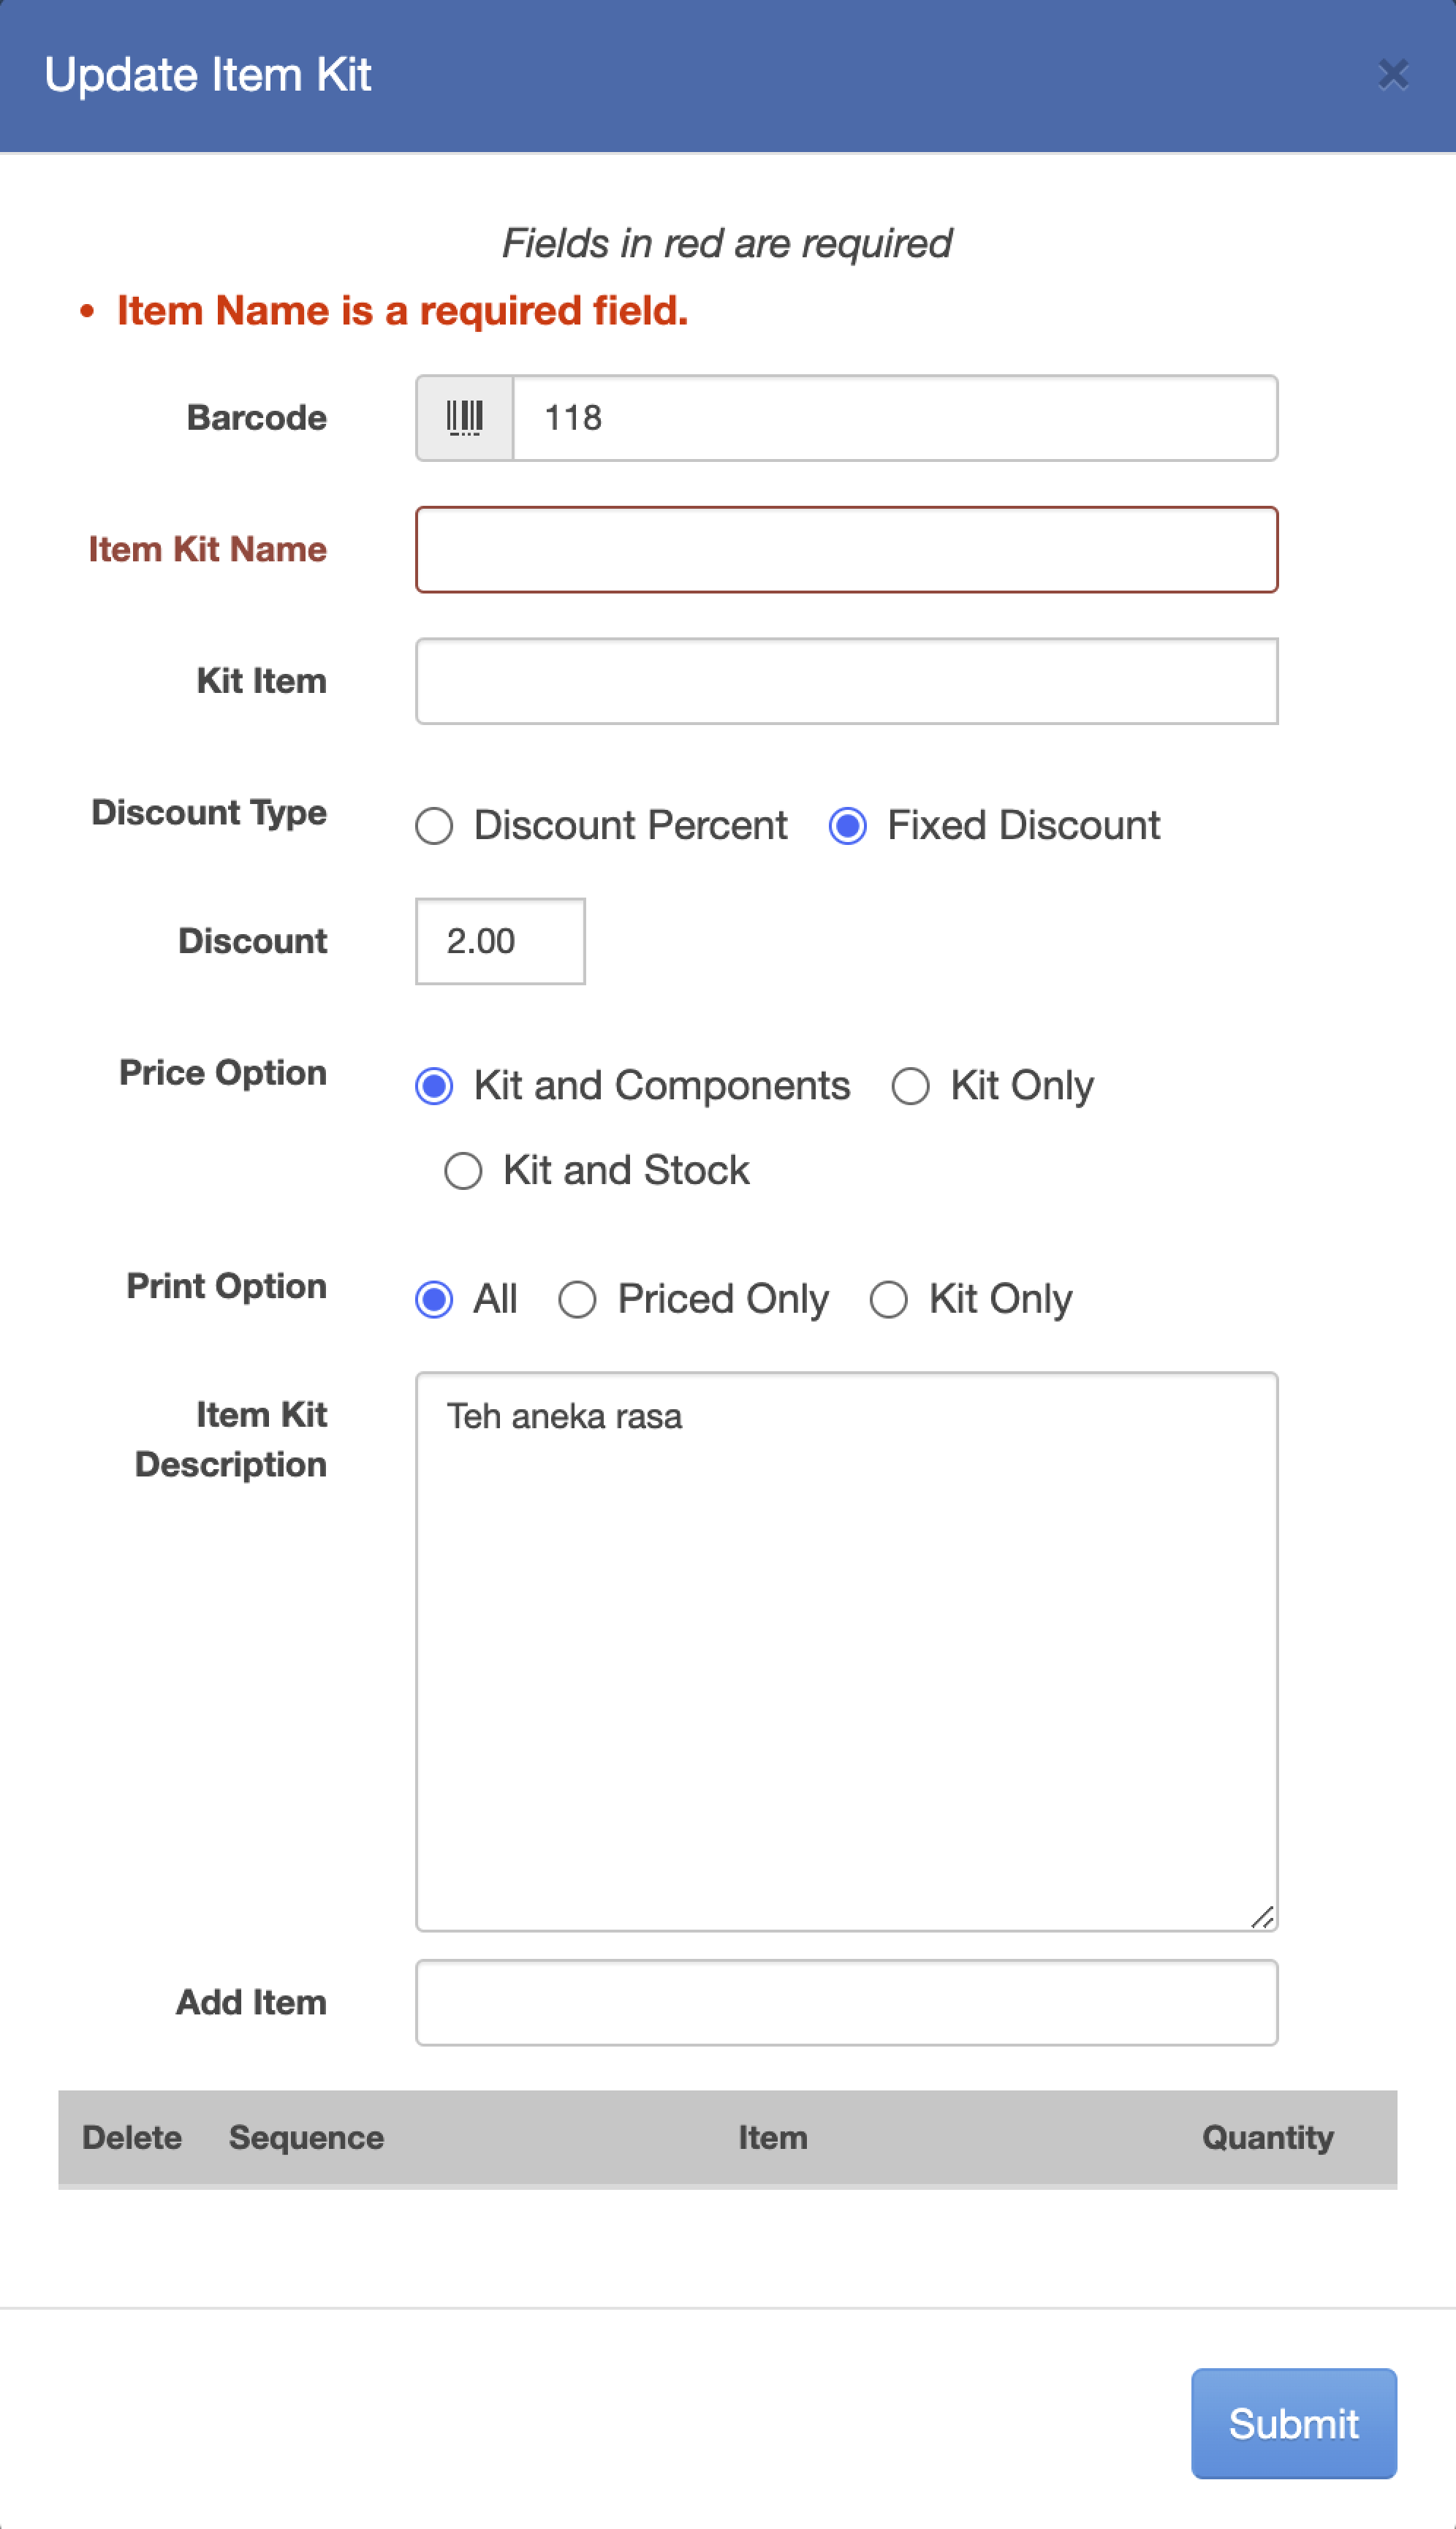 Update Item Kit
Fields in red are required
Item Name is a required field.
Barcode 118
Item Kit Name
Kit Item
Discount Type Discount Percent Fixed Discount
Discount 2.00
Price Option Kit and Components Kit Only
Kit and Stock
Print Option All Priced Only Kit Only
Item Kit Description Teh aneka rasa
Add Item
Delete Sequence Item Quantity
Submit